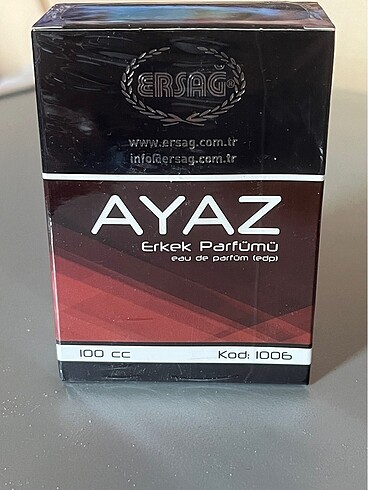 ERSAĞ®
www.ersag.com.tr
info@ersag.com.tr
AYAZ
Erkek Parfümü
eau de parfüm (edp)
100 cc Kod: 1006